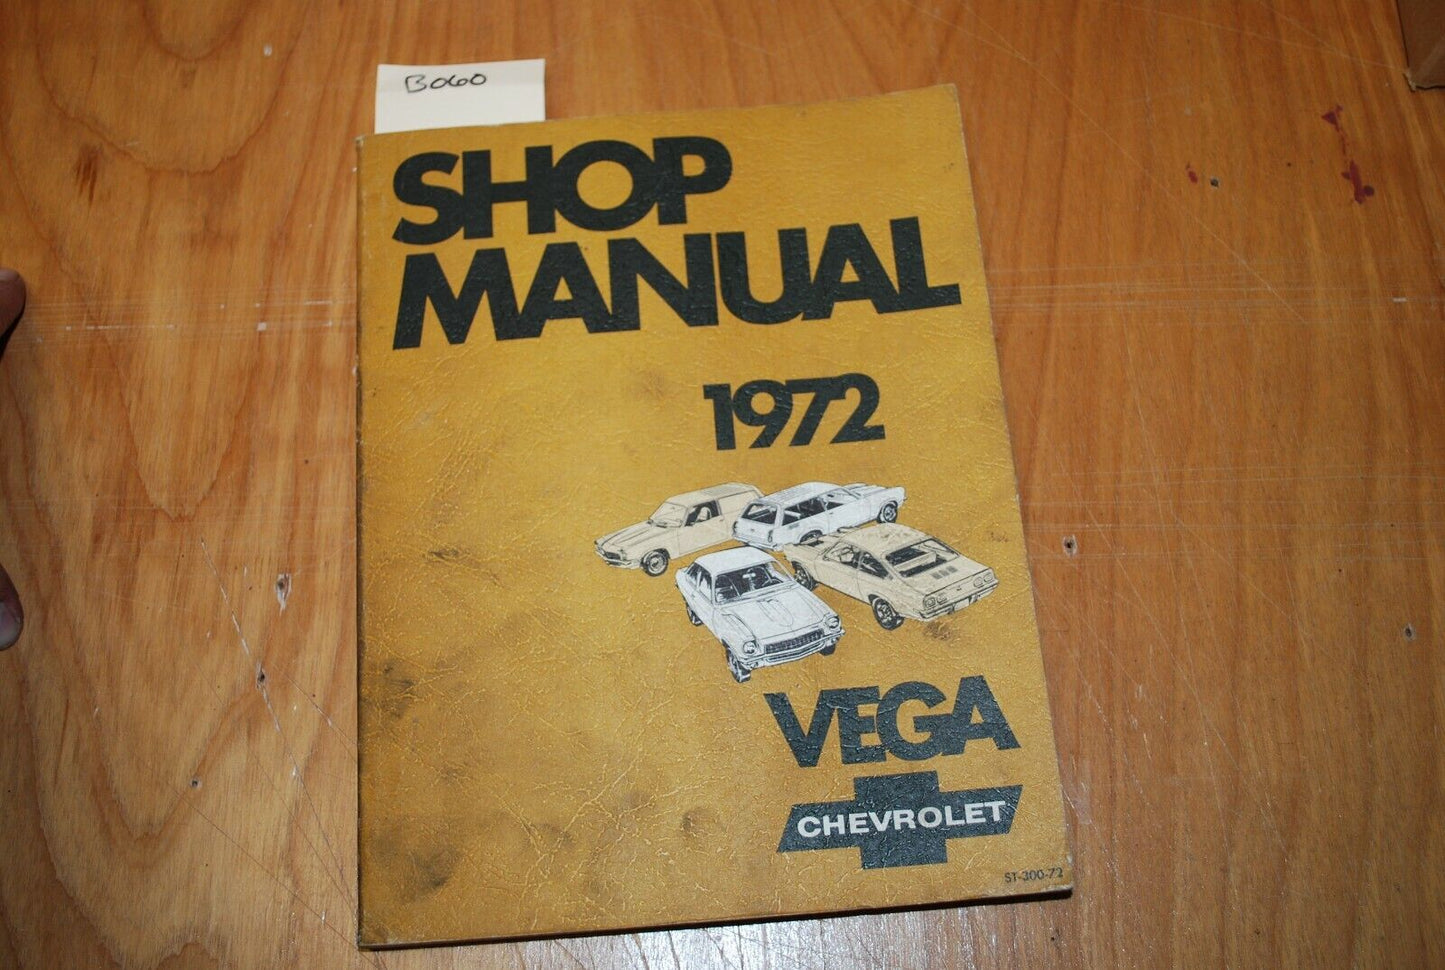 B060
SHOP
MANUAL
1972
VEGA
CHEVROLET
ST-300-72